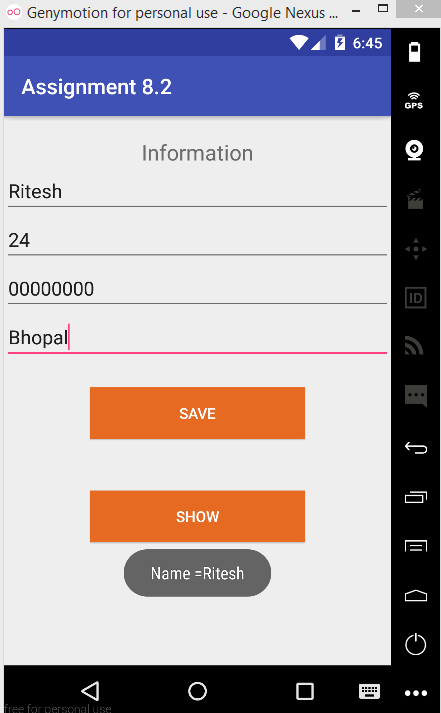 Genymotion for personal use - Google Nexus ...
6:45
Assignment 8.2
GPS
Information
Ritesh
24
00000000
ID
Bhopal
SAVE
SHOW
Name =Ritesh
free for personal use